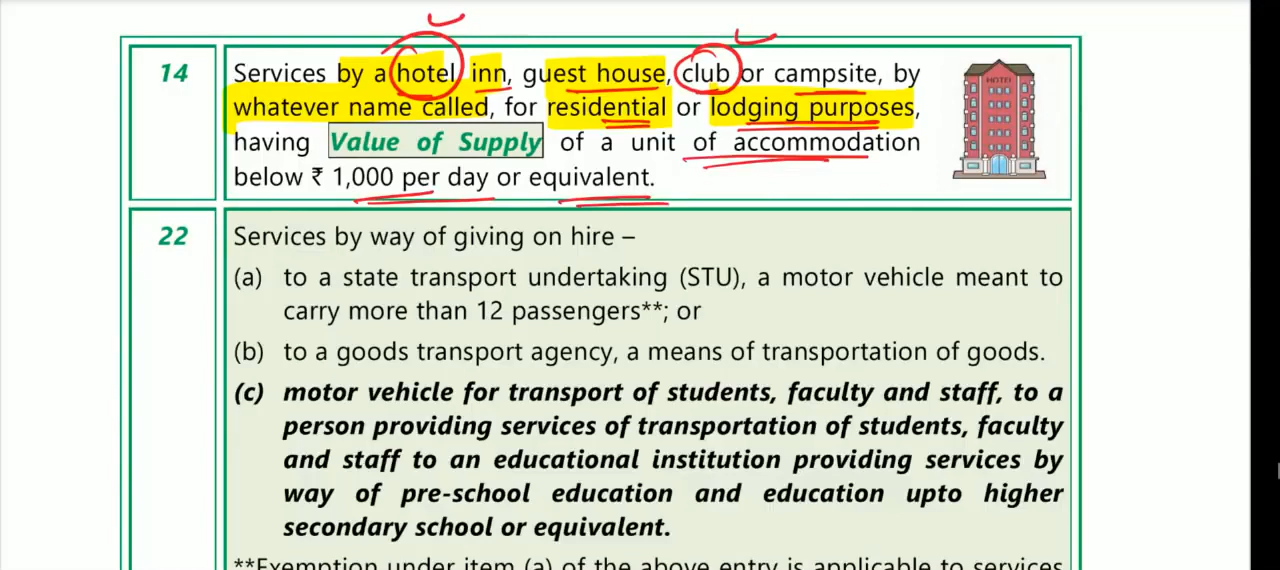 14
Services by a hotel inn, guest house, club or campsite, by
whatever name called, for residential or lodging purposes,
having Value of Supply of a unit of accommodation
below ₹ 1,000 per day or equivalent.
HOTEL
22
Services by way of giving on hire –
(a) to a state transport undertaking (STU), a motor vehicle meant to
carry more than 12 passengers**; or
(b) to a goods transport agency, a means of transportation of goods.
(c) motor vehicle for transport of students, faculty and staff, to a
person providing services of transportation of students, faculty
and staff to an educational institution providing services by
way of pre-school education and education upto higher
secondary school or equivalent.
**Exemption under item (a) of the above entry is applicable to services